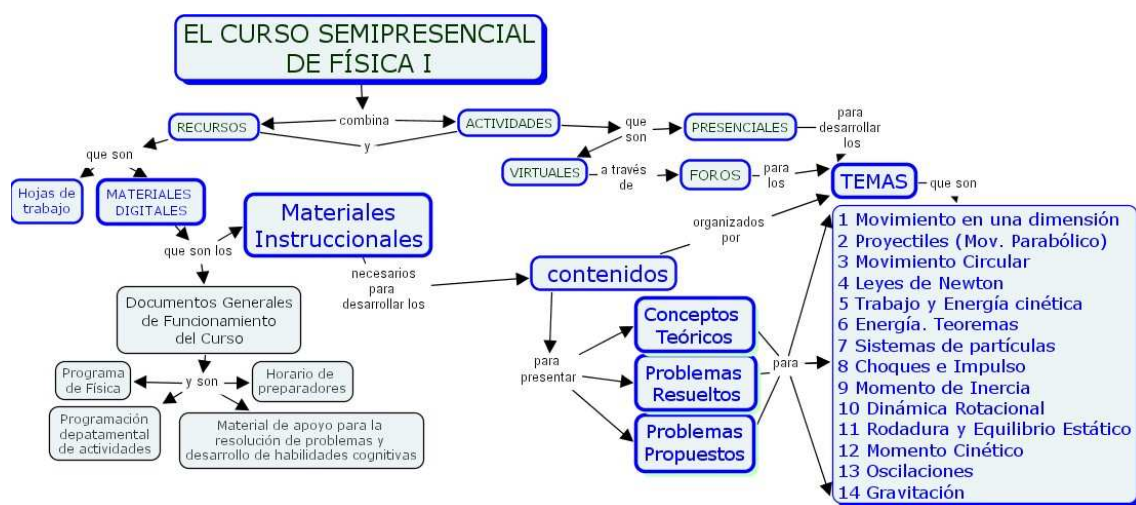 EL CURSO SEMIPRESENCIAL
DE FÍSICA I
combina
RECURSOS
y
ACTIVIDADES
que
son
PRESENCIALES
para
desarrollar
los
VIRTUALES
a través
de
FOROS
para
los
TEMAS
que son
que son
Hojas de
trabajo
MATERIALES
DIGITALES
que son los
Materiales
Instruccionales
necesarios
para
desarrollar los
contenidos
organizados
por
Documentos Generales
de Funcionamiento
del Curso
y son
Programa
de Física
Horario de
preparadores
Programación
depatamental
de actividades
Material de apoyo para la
resolución de problemas y
desarrollo de habilidades cognitivas
para
presentar
Conceptos
Teóricos
Problemas
Resueltos
Problemas
Propuestos
para
1 Movimiento en una dimensión
2 Proyectiles (Mov. Parabólico)
3 Movimiento Circular
4 Leyes de Newton
5 Trabajo y Energía cinética
6 Energía. Teoremas
7 Sistemas de partículas
8 Choques e Impulso
9 Momento de Inercia
10 Dinámica Rotacional
11 Rodadura y Equilibrio Estático
12 Momento Cinético
13 Oscilaciones
14 Gravitación